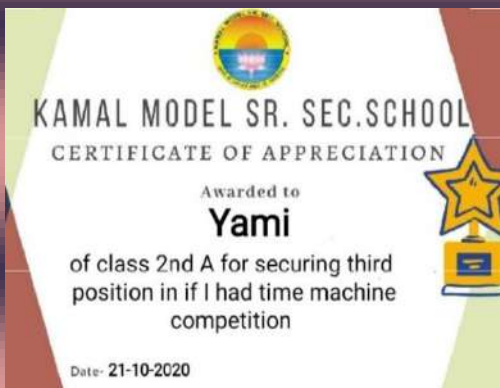 KAMAL MODEL SR. SEC.SCHOOL
CERTIFICATE OF APPRECIATION
Awarded to
Yami
of class 2nd A for securing third
position in if I had time machine
competition
Date- 21-10-2020